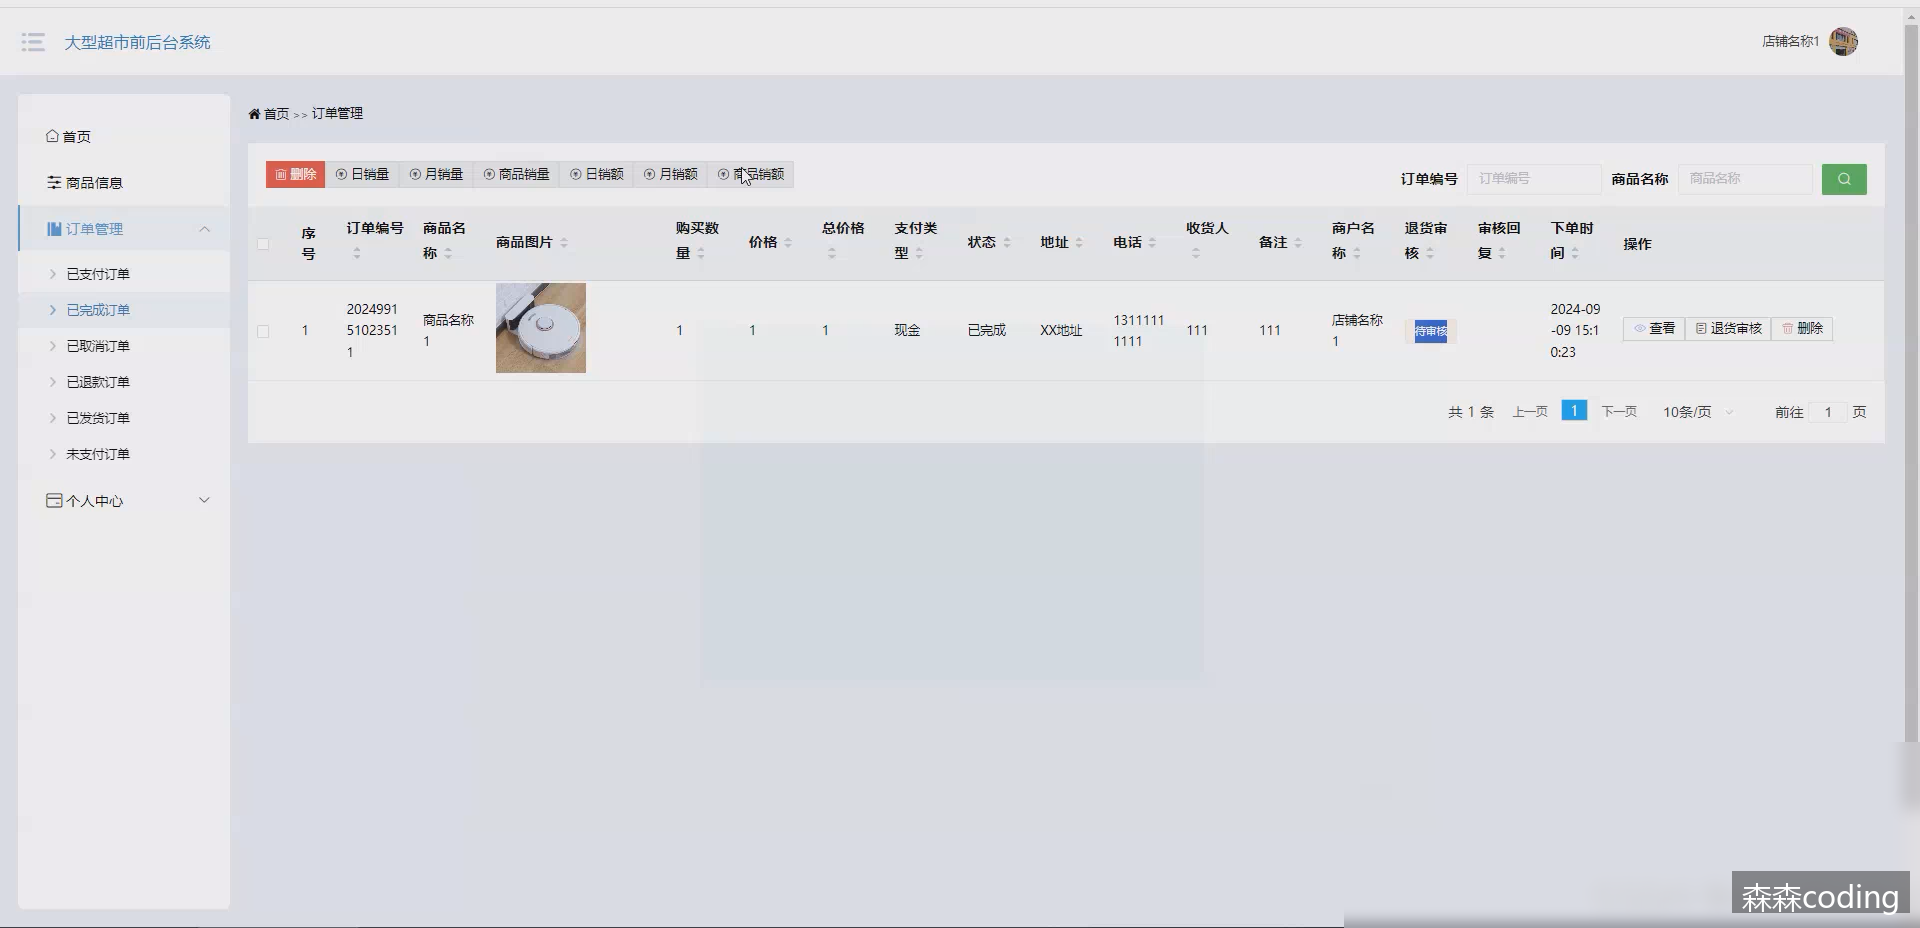 大型超市前后台系统
店铺名称1
首页
商品信息
订单管理
已支付订单
已完成订单
已取消订单
已退款订单
已发货订单
未支付订单
个人中心
首页 >> 订单管理
删除 日销量 月销量 商品销量 日销额 月销额 商品销额
订单编号 订单编号 商品名称 商品名称
序号 订单编号 商品名称 商品图片 购买数量 价格 总价格 支付类型 状态 地址 电话 收货人 备注 商户名称 退货审核 审核回复 下单时间 操作
1 202499151023511 商品名称1 1 1 1 现金 已完成 XX地址 13111111111 111 111 店铺名称1 待审核 2024-09-09 15:10:23 查看 退货审核 删除
共 1 条 上一页 1 下一页 10条/页 前往 1 页
森森coding